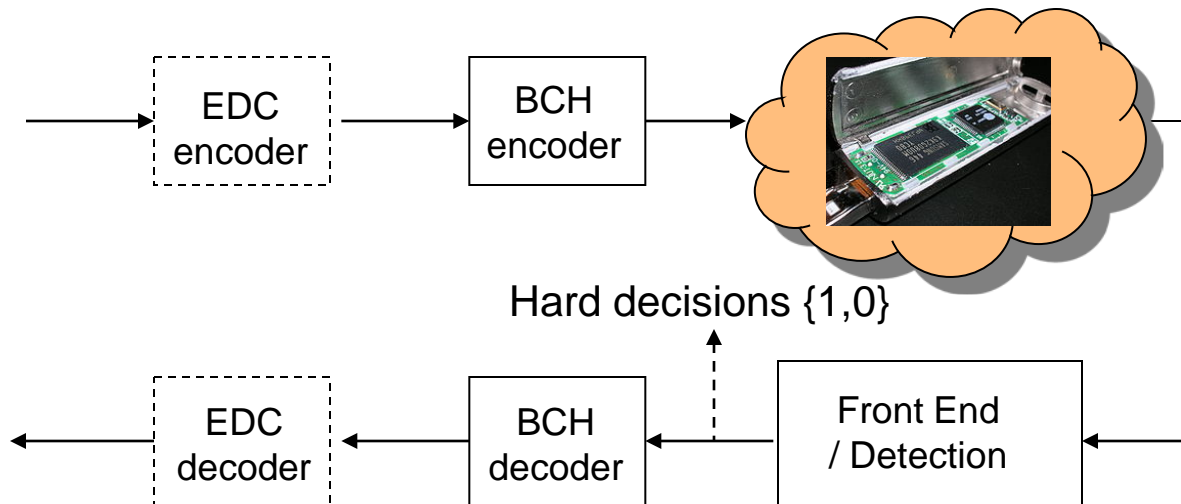 EDC
encoder
BCH
encoder
Hard decisions {1,0}
EDC
decoder
BCH
decoder
Front End
/ Detection